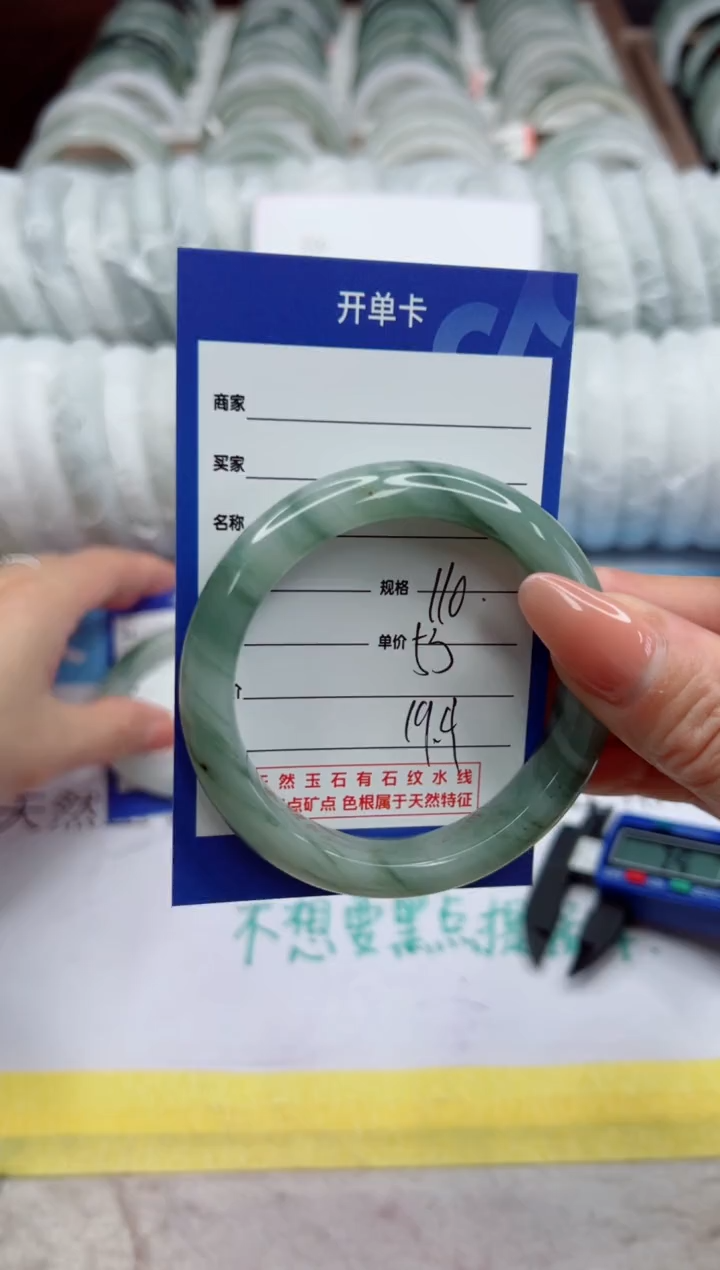 开单卡
商家
买家
名称
规格 110.
单价 53
19.4
然玉石有石纹水线
点矿点 色根属于天然特征
天然
不想要黑点